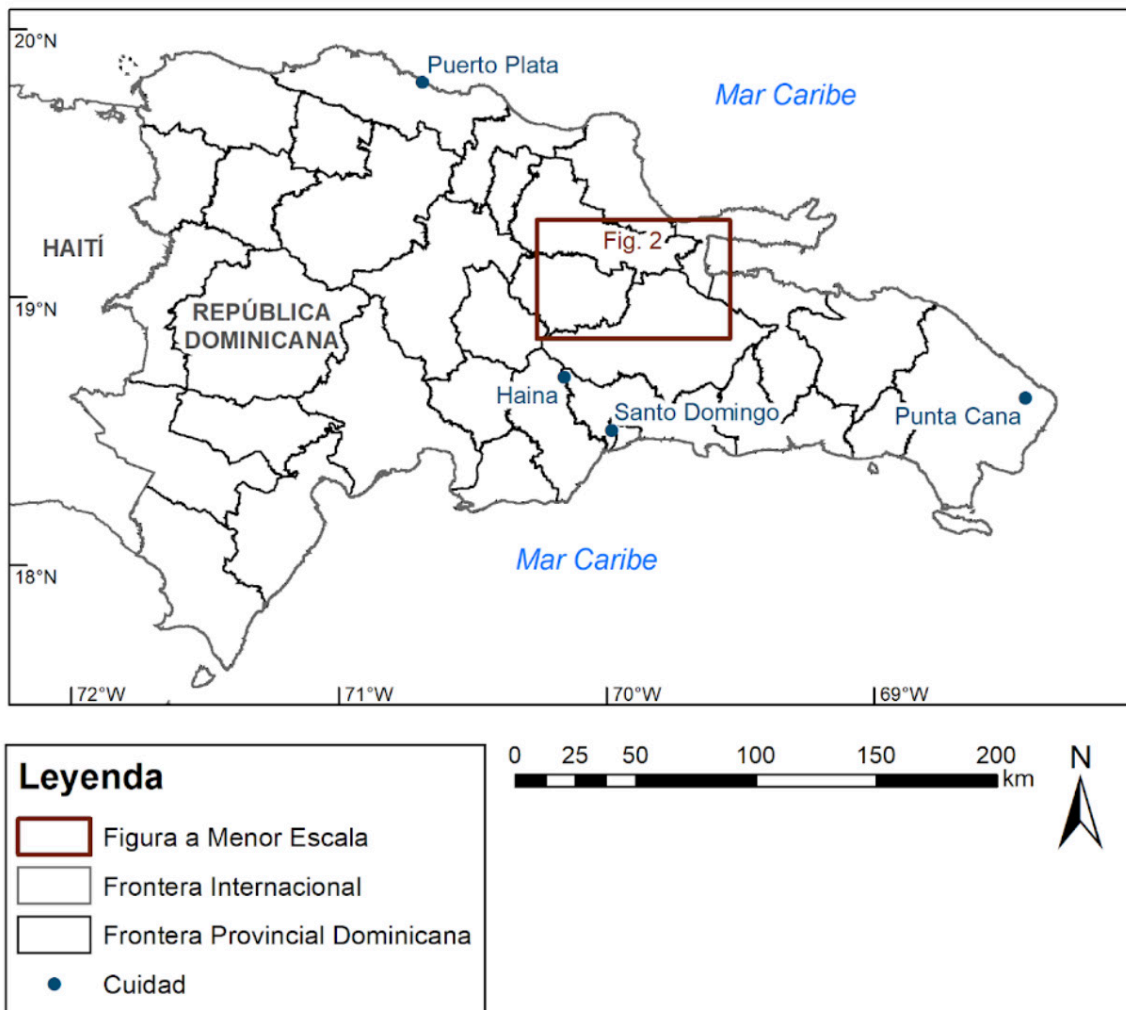 20°N
Puerto Plata
Mar Caribe
Fig. 2
HAITÍ
19°N
REPÚBLICA
DOMINICANA
Haina
Santo Domingo
Punta Cana
Mar Caribe
18°N
72°W
71°W
70°W
69°W
Leyenda
Figura a Menor Escala
Frontera Internacional
Frontera Provincial Dominicana
Cuidad
0 25 50 100 150 200
km
N